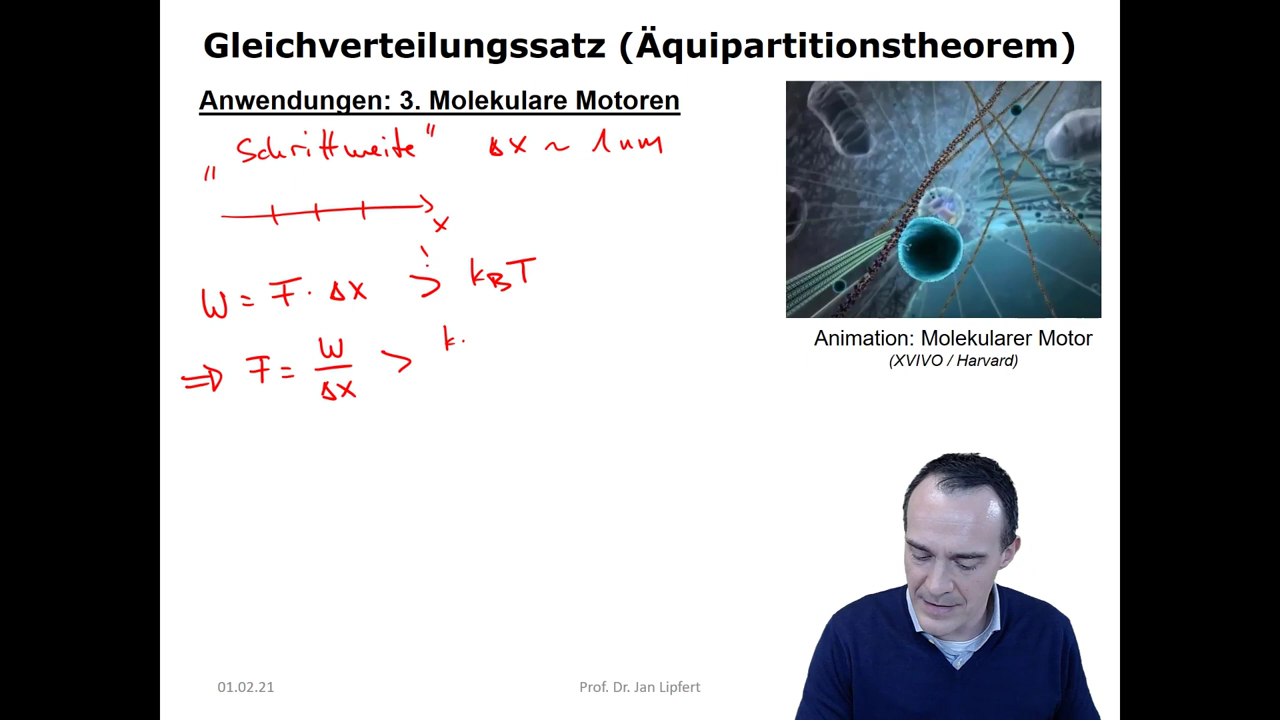 Gleichverteilungssatz (Äquipartitionstheorem)
Anwendungen: 3. Molekulare Motoren
„Schrittweite" Δx ~ 1 nm
x
W = F · Δx >! k_BT
⇒ F = W/Δx > k.
Animation: Molekularer Motor
(XVIVO / Harvard)
01.02.21 Prof. Dr. Jan Lipfert